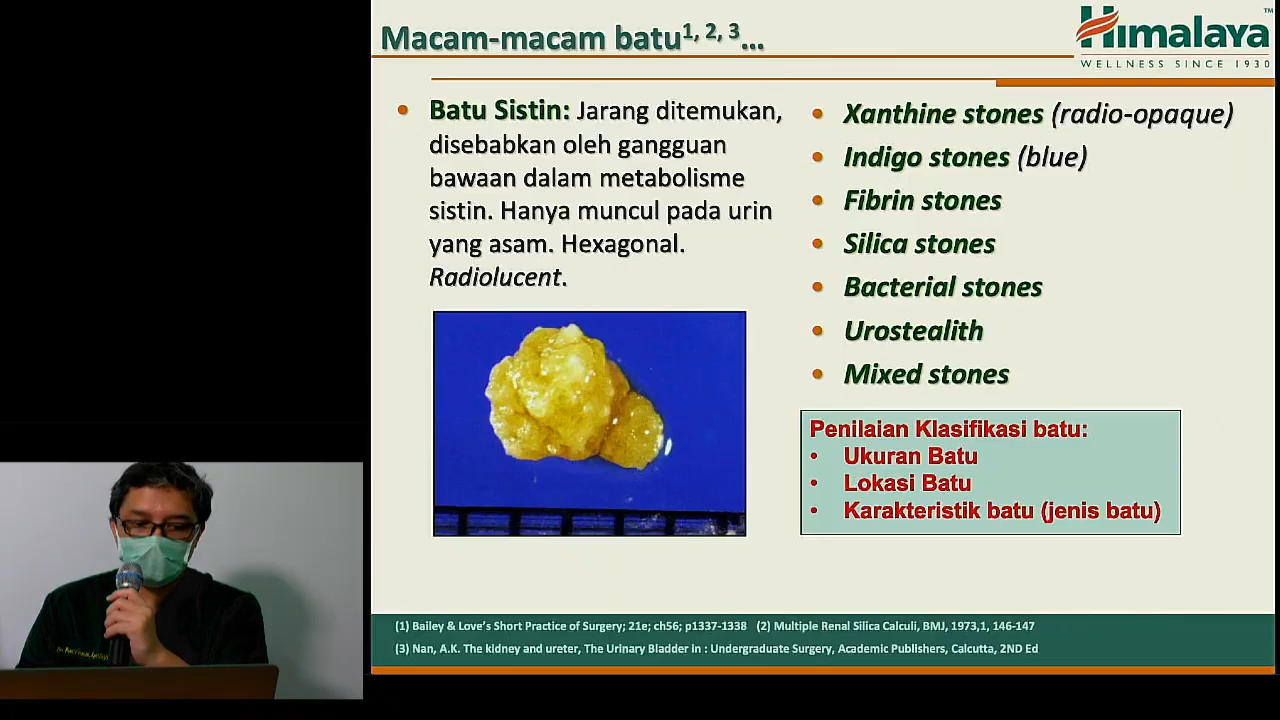 Macam-macam batu1, 2, 3...
Himalaya™
WELLNESS SINCE 1930
• Batu Sistin: Jarang ditemukan,
disebabkan oleh gangguan
bawaan dalam metabolisme
sistin. Hanya muncul pada urin
yang asam. Hexagonal.
Radiolucent.
• Xanthine stones (radio-opaque)
• Indigo stones (blue)
• Fibrin stones
• Silica stones
• Bacterial stones
• Urostealith
• Mixed stones
Penilaian Klasifikasi batu:
• Ukuran Batu
• Lokasi Batu
• Karakteristik batu (jenis batu)
(1) Bailey & Love's Short Practice of Surgery; 21e; ch56; p1337-1338 (2) Multiple Renal Silica Calculi, BMJ, 1973,1, 146-147
(3) Nan, A.K. The kidney and ureter, The Urinary Bladder in : Undergraduate Surgery, Academic Publishers, Calcutta, 2ND Ed